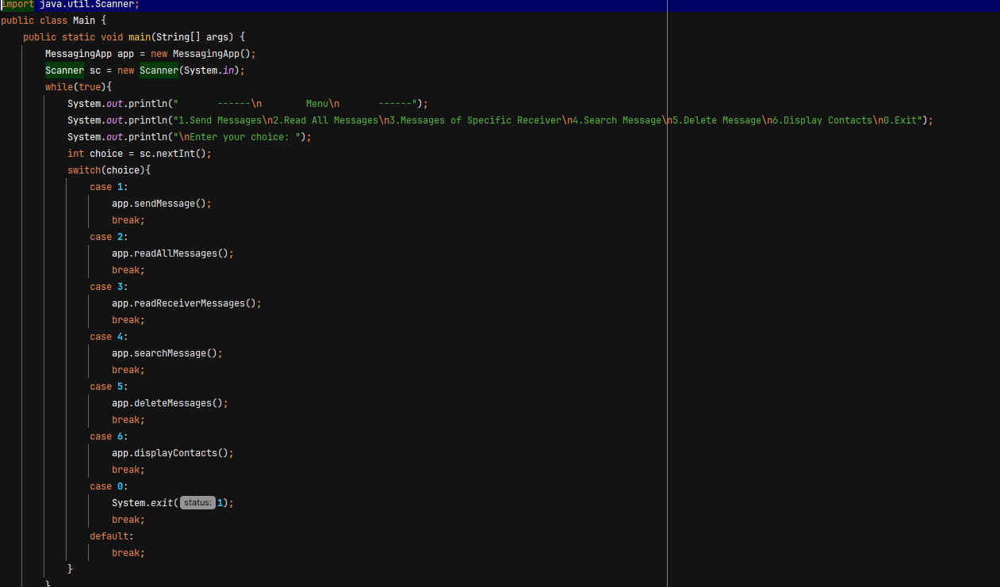 import java.util.Scanner;
public class Main {
    public static void main(String[] args) {
        MessagingApp app = new MessagingApp();
        Scanner sc = new Scanner(System.in);
        while(true){
            System.out.println("       ------\n        Menu\n       ------");
            System.out.println("1.Send Messages\n2.Read All Messages\n3.Messages of Specific Receiver\n4.Search Message\n5.Delete Message\n6.Display Contacts\n0.Exit");
            System.out.println("\nEnter your choice: ");
            int choice = sc.nextInt();
            switch(choice){
                case 1:
                    app.sendMessage();
                    break;
                case 2:
                    app.readAllMessages();
                    break;
                case 3:
                    app.readReceiverMessages();
                    break;
                case 4:
                    app.searchMessage();
                    break;
                case 5:
                    app.deleteMessages();
                    break;
                case 6:
                    app.displayContacts();
                    break;
                case 0:
                    System.exit( status: 1);
                    break;
                default:
                    break;
            }
        }